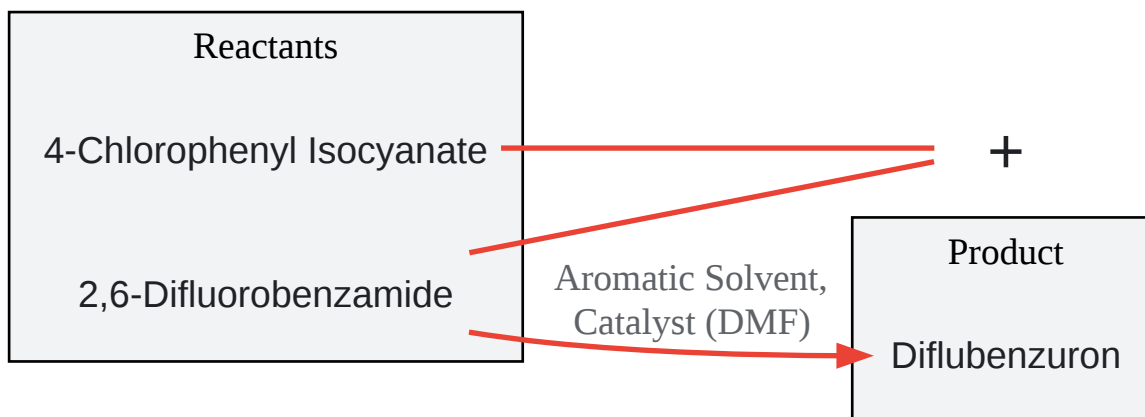 Reactants
4-Chlorophenyl Isocyanate
+
2,6-Difluorobenzamide
Aromatic Solvent,
Catalyst (DMF)
Product
Diflubenzuron